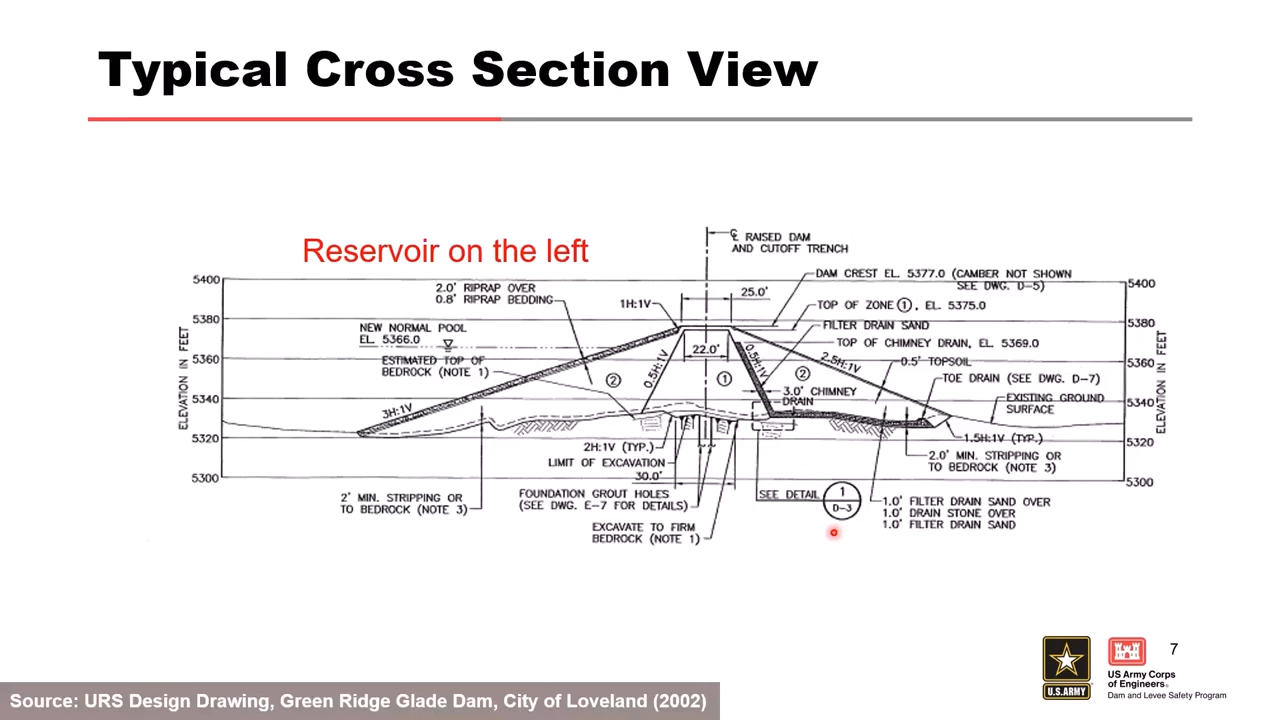 Typical Cross Section View
Reservoir on the left
℄ RAISED DAM
AND CUTOFF TRENCH
5400
5380
5360
5340
5320
5300
ELEVATION IN FEET
2.0' RIPRAP OVER
0.8' RIPRAP BEDDING
1H:1V
25.0'
DAM CREST EL. 5377.0 (CAMBER NOT SHOWN
SEE DWG. D-5)
TOP OF ZONE 1, EL. 5375.0
FILTER DRAIN SAND
TOP OF CHIMNEY DRAIN, EL. 5369.0
NEW NORMAL POOL
EL. 5366.0
ESTIMATED TOP OF
BEDROCK (NOTE 1)
22.0'
0.5H:1V
0.5H:1V
2.5H:1V
0.5' TOPSOIL
2
1
2
TOE DRAIN (SEE DWG. D-7)
3.0' CHIMNEY
DRAIN
EXISTING GROUND
SURFACE
3H:1V
5400
5380
5360
5340
5320
5300
ELEVATION IN FEET
2H:1V (TYP.)
LIMIT OF EXCAVATION
30.0'
1.5H:1V (TYP.)
2.0' MIN. STRIPPING OR
TO BEDROCK (NOTE 3)
2' MIN. STRIPPING OR
TO BEDROCK (NOTE 3)
FOUNDATION GROUT HOLES
(SEE DWG. E-7 FOR DETAILS)
EXCAVATE TO FIRM
BEDROCK (NOTE 1)
SEE DETAIL
1
D-3
1.0' FILTER DRAIN SAND OVER
1.0' DRAIN STONE OVER
1.0' FILTER DRAIN SAND
7
U.S. ARMY
US Army Corps
of Engineers®
Dam and Levee Safety Program
Source: URS Design Drawing, Green Ridge Glade Dam, City of Loveland (2002)